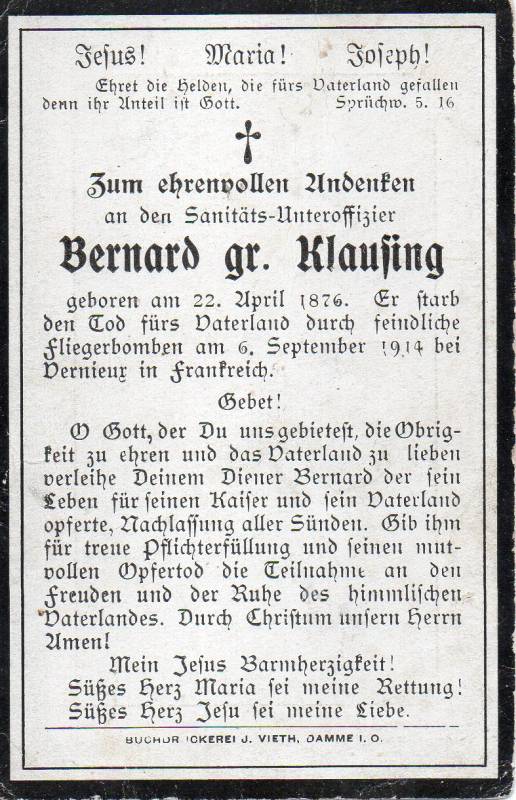 Jesus! Maria! Joseph!
Ehret die Helden, die fürs Vaterland gefallen
denn ihr Anteil ist Gott. Sprüchw. 5. 16
Zum ehrenvollen Andenken
an den Sanitäts-Unteroffizier
Bernard gr. Klausing
geboren am 22. April 1876. Er starb
den Tod fürs Vaterland durch feindliche
Fliegerbomben am 6. September 1914 bei
Vernieux in Frankreich.
Gebet!
O Gott, der Du uns gebietest, die Obrig-
keit zu ehren und das Vaterland zu lieben
verleihe Deinem Diener Bernard der sein
Leben für seinen Kaiser und sein Vaterland
opferte, Nachlassung aller Sünden. Gib ihm
für treue Pflichterfüllung und seinen mut-
vollen Opfertod die Teilnahme an den
Freuden und der Ruhe des himmlischen
Vaterlandes. Durch Christum unsern Herrn
Amen!
Mein Jesus Barmherzigkeit!
Süßes Herz Maria sei meine Rettung!
Süßes Herz Jesu sei meine Liebe.
BUCHDR ICKEREI J. VIETH, DAMME I. O.